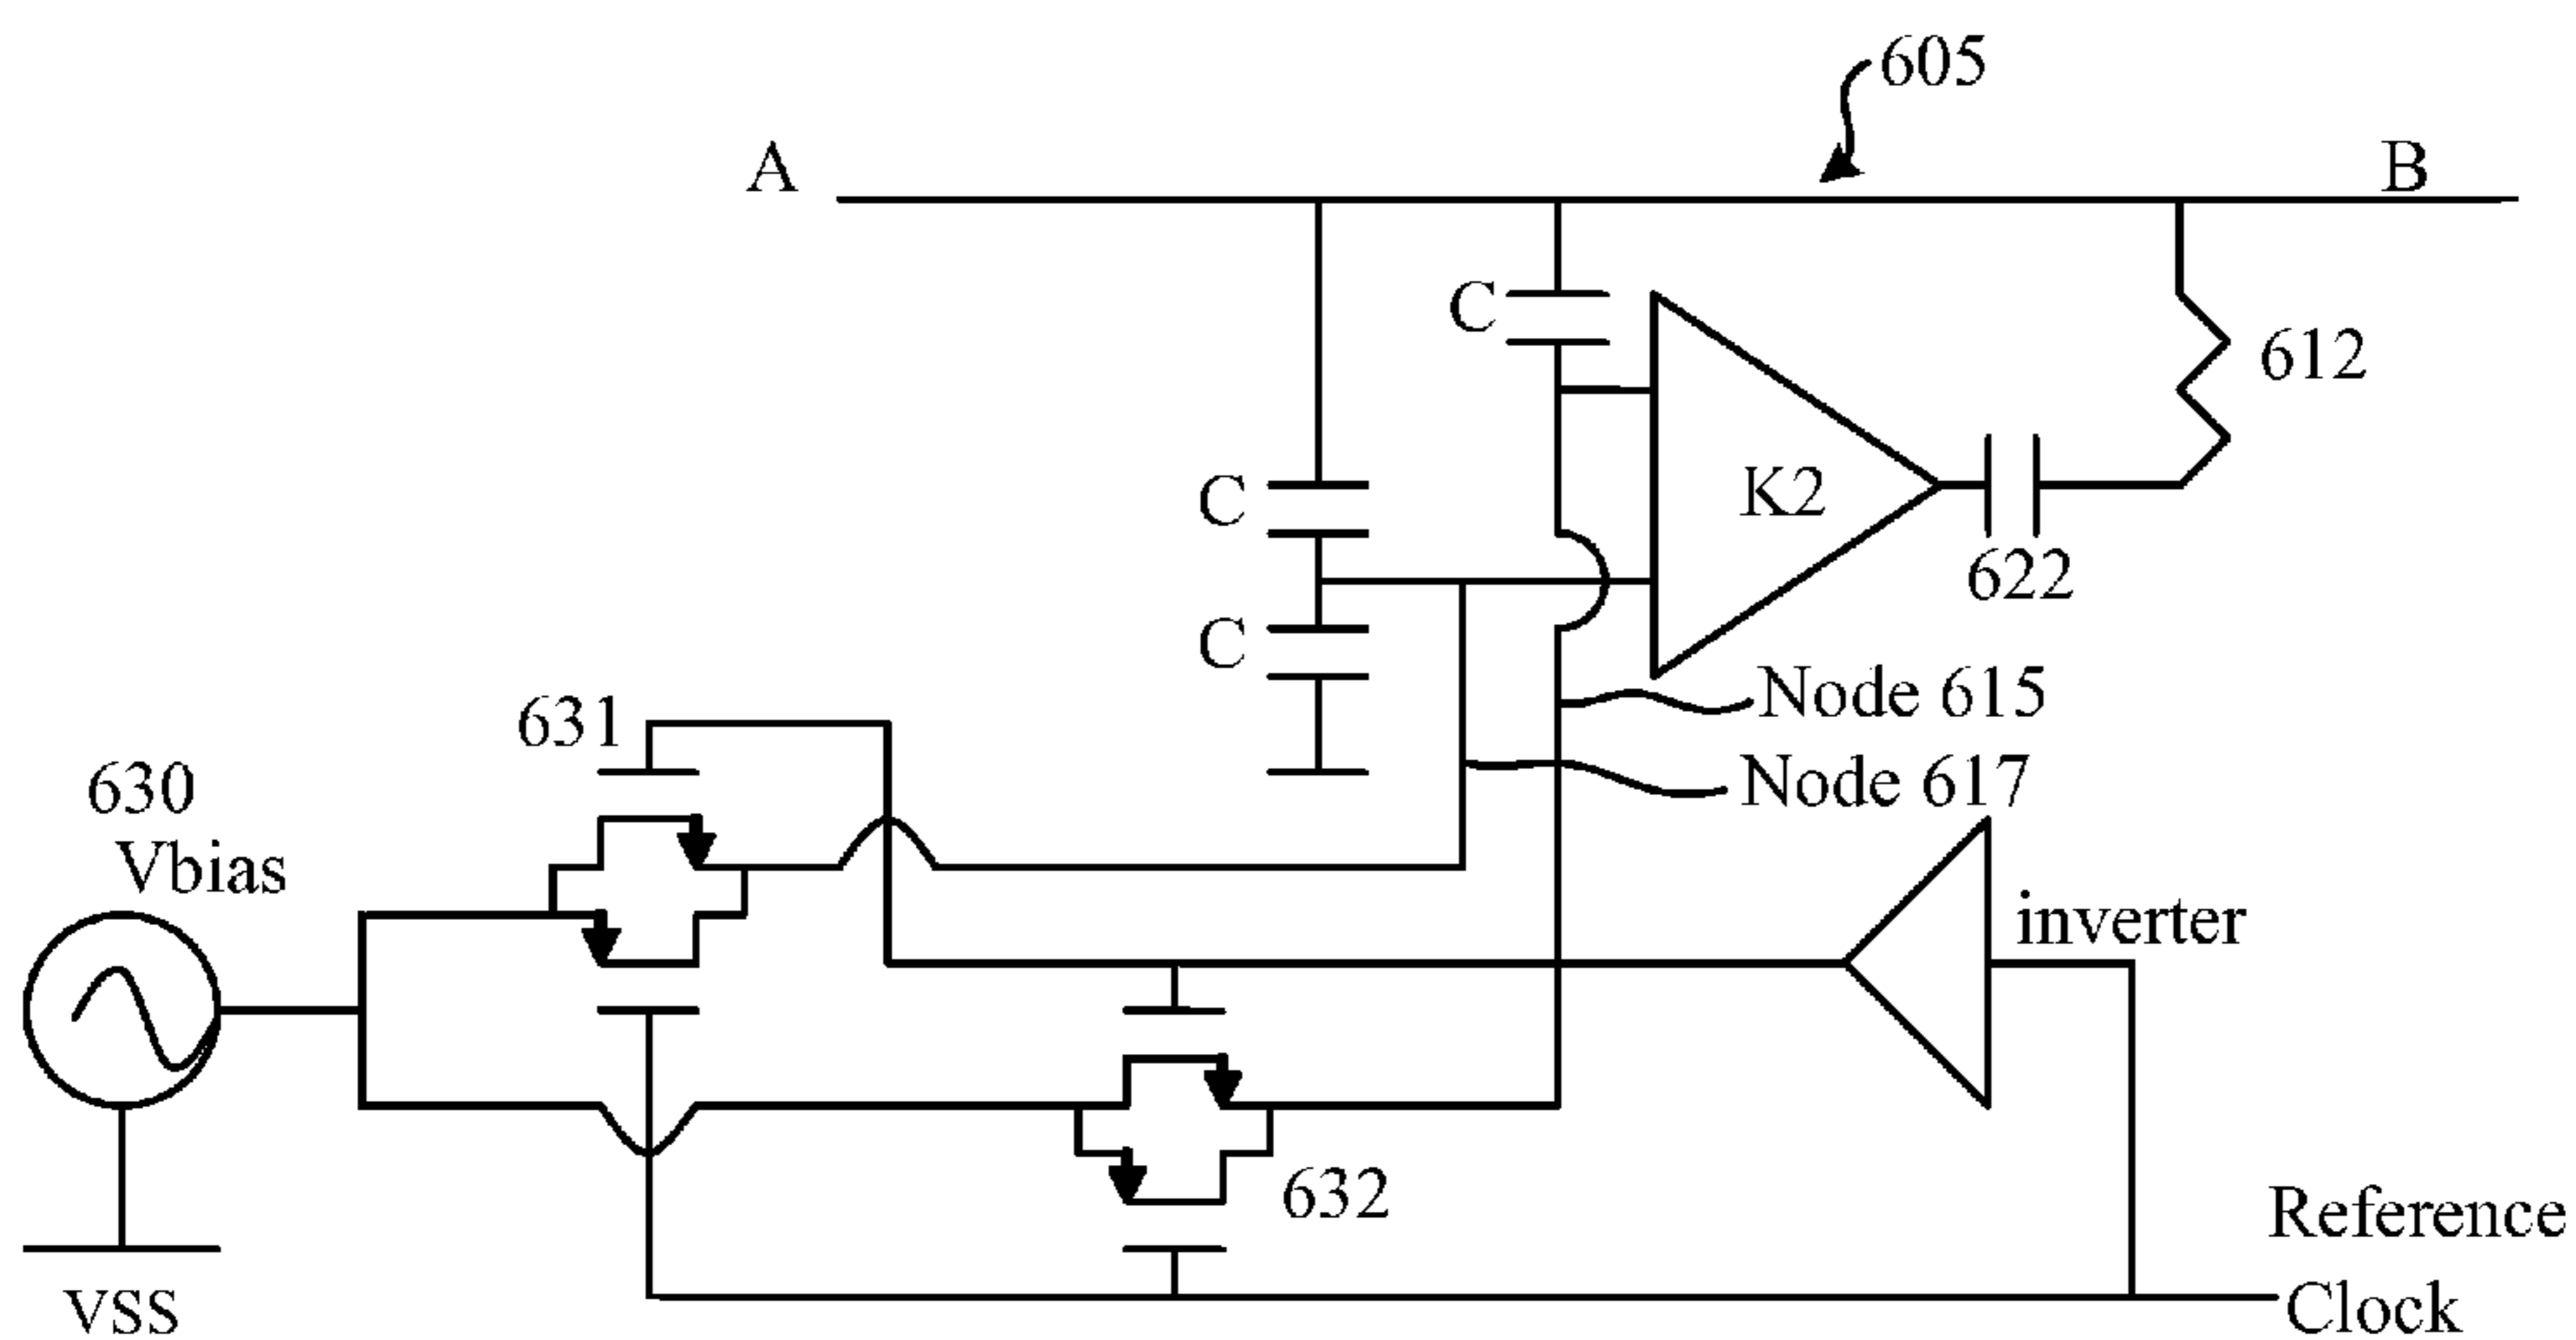 605
A
B
C
612
C
K2
622
C
Node 615
631
Node 617
630
Vbias
inverter
632
Reference
Clock
VSS